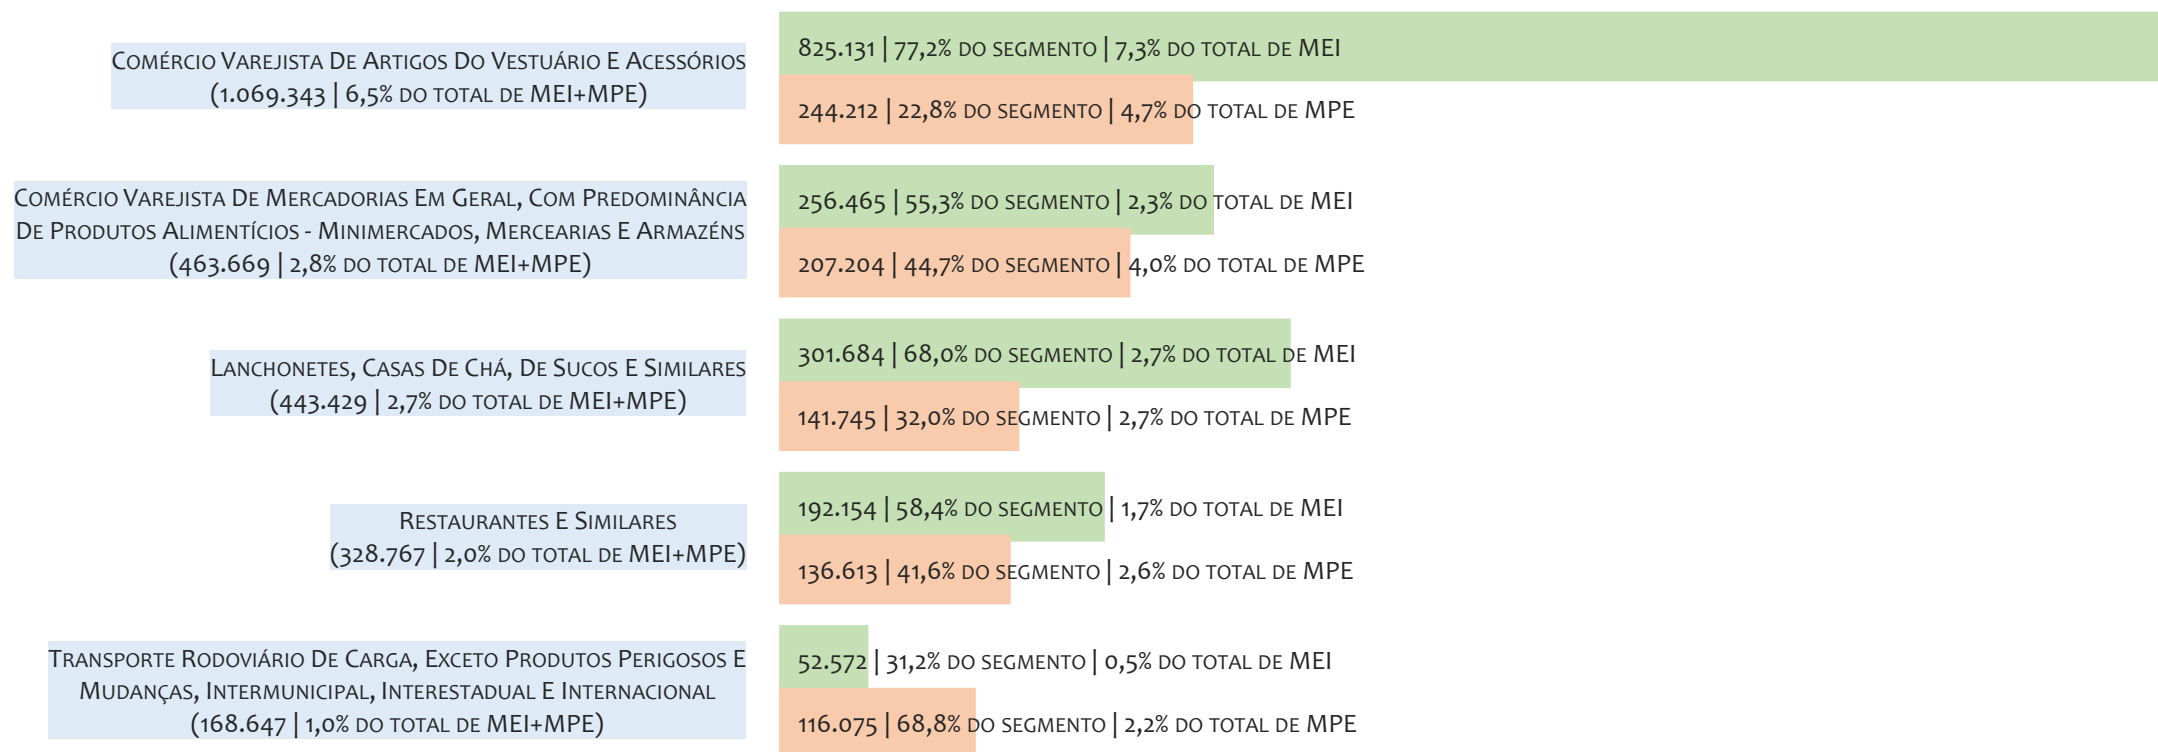 Comércio Varejista De Artigos Do Vestuário E Acessórios
(1.069.343 | 6,5% do total de MEI+MPE)
825.131 | 77,2% do segmento | 7,3% do total de MEI
244.212 | 22,8% do segmento | 4,7% do total de MPE
Comércio Varejista De Mercadorias Em Geral, Com Predominância
De Produtos Alimentícios - Minimercados, Mercearias E Armazéns
(463.669 | 2,8% do total de MEI+MPE)
256.465 | 55,3% do segmento | 2,3% do total de MEI
207.204 | 44,7% do segmento | 4,0% do total de MPE
Lanchonetes, Casas De Chá, De Sucos E Similares
(443.429 | 2,7% do total de MEI+MPE)
301.684 | 68,0% do segmento | 2,7% do total de MEI
141.745 | 32,0% do segmento | 2,7% do total de MPE
Restaurantes E Similares
(328.767 | 2,0% do total de MEI+MPE)
192.154 | 58,4% do segmento | 1,7% do total de MEI
136.613 | 41,6% do segmento | 2,6% do total de MPE
Transporte Rodoviário De Carga, Exceto Produtos Perigosos E
Mudanças, Intermunicipal, Interestadual E Internacional
(168.647 | 1,0% do total de MEI+MPE)
52.572 | 31,2% do segmento | 0,5% do total de MEI
116.075 | 68,8% do segmento | 2,2% do total de MPE